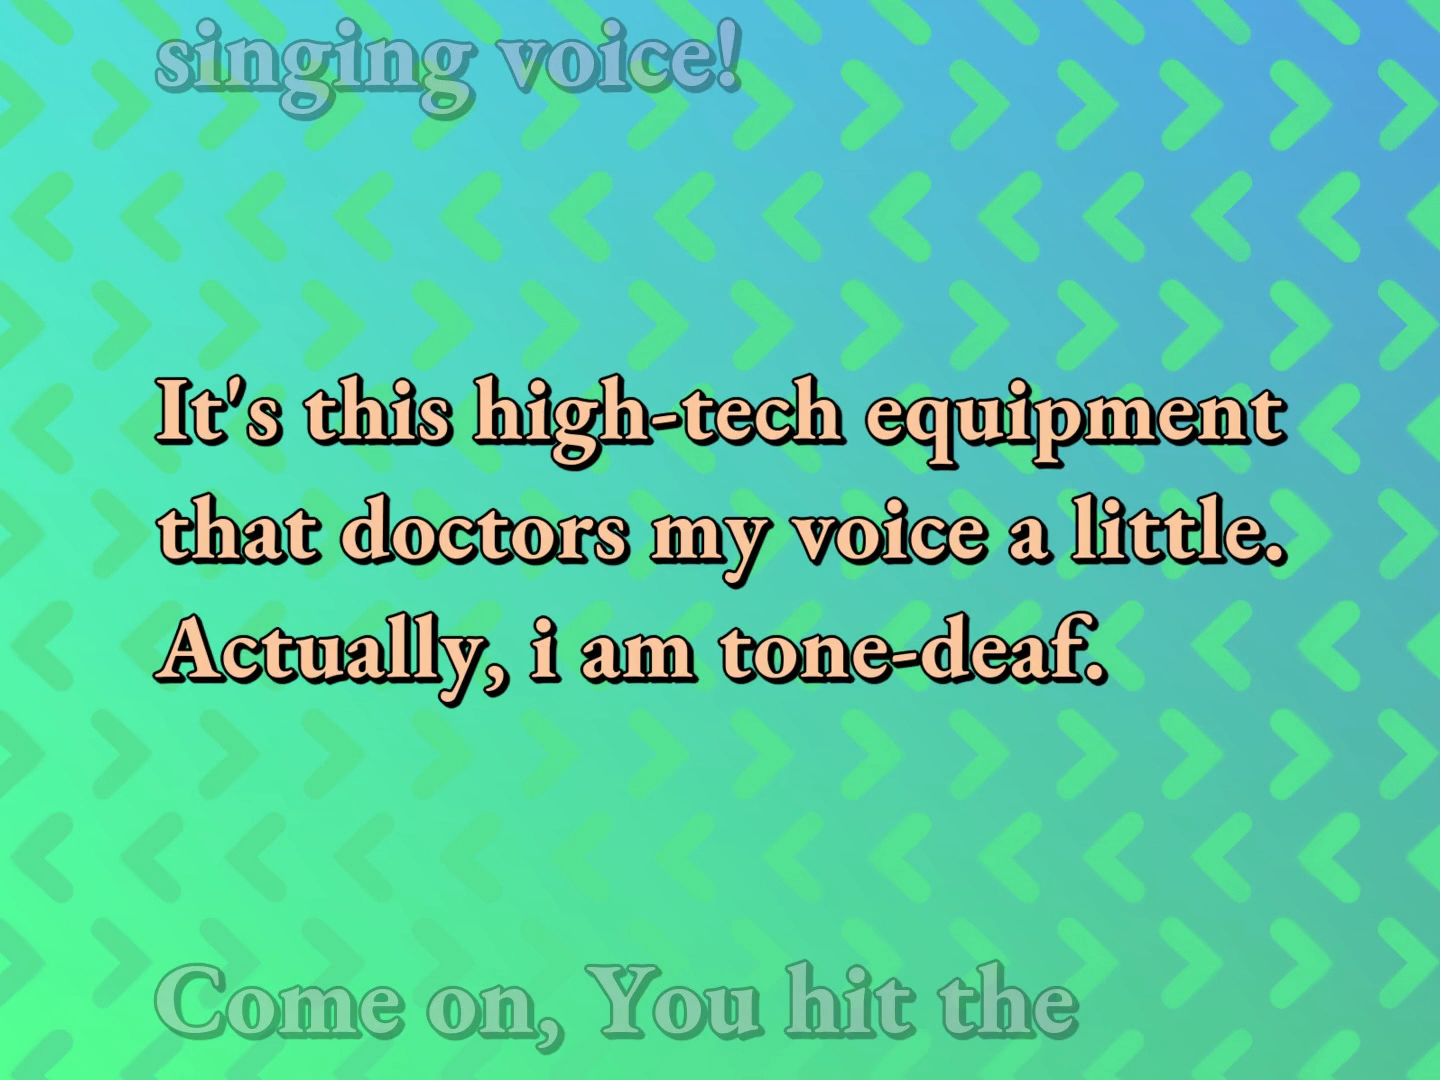 singing voice!
It's this high-tech equipment
that doctors my voice a little.
Actually, i am tone-deaf.
Come on, You hit the